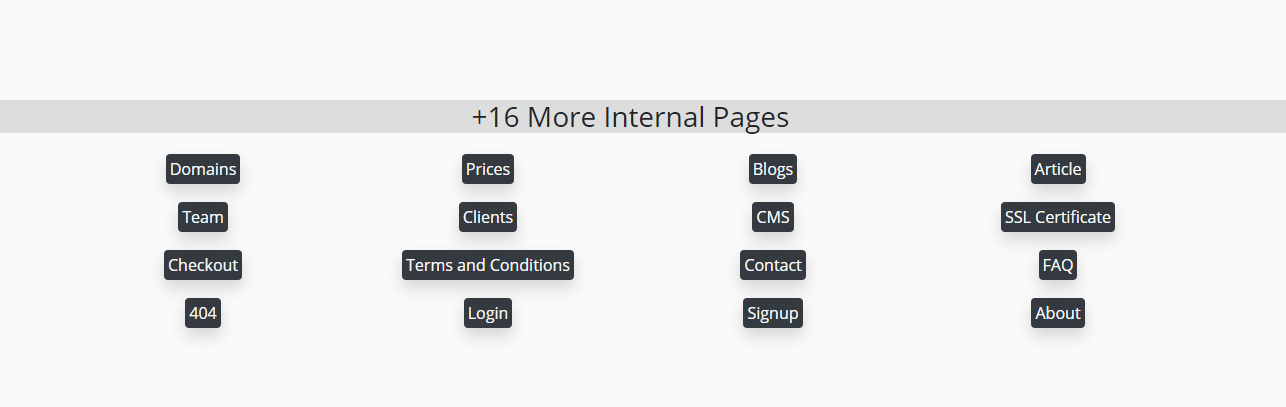 +16 More Internal Pages
Domains Prices Blogs Article
Team Clients CMS SSL Certificate
Checkout Terms and Conditions Contact FAQ
404 Login Signup About